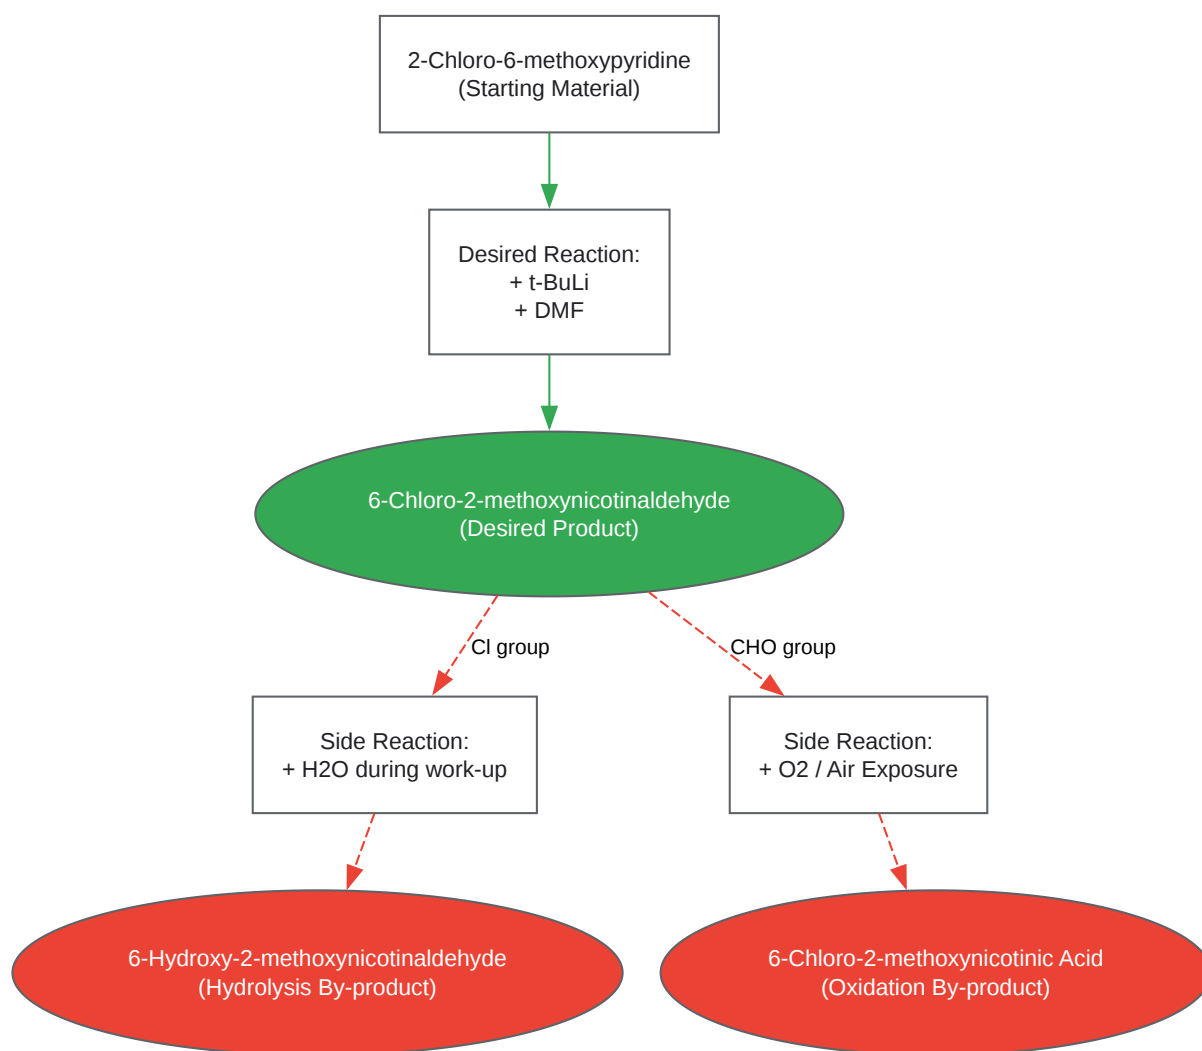 2-Chloro-6-methoxypyridine
(Starting Material)
Desired Reaction:
+ t-BuLi
+ DMF
6-Chloro-2-methoxynicotinaldehyde
(Desired Product)
Cl group
CHO group
Side Reaction:
+ H2O during work-up
Side Reaction:
+ O2 / Air Exposure
6-Hydroxy-2-methoxynicotinaldehyde
(Hydrolysis By-product)
6-Chloro-2-methoxynicotinic Acid
(Oxidation By-product)